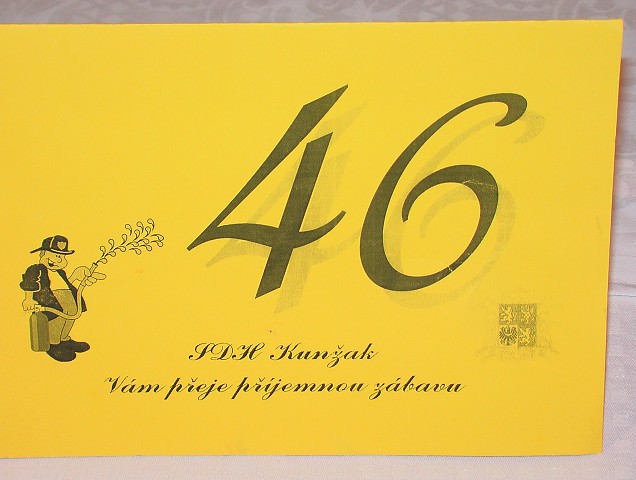 46
SDH Kunžak
Vám přeje příjemnou zábavu